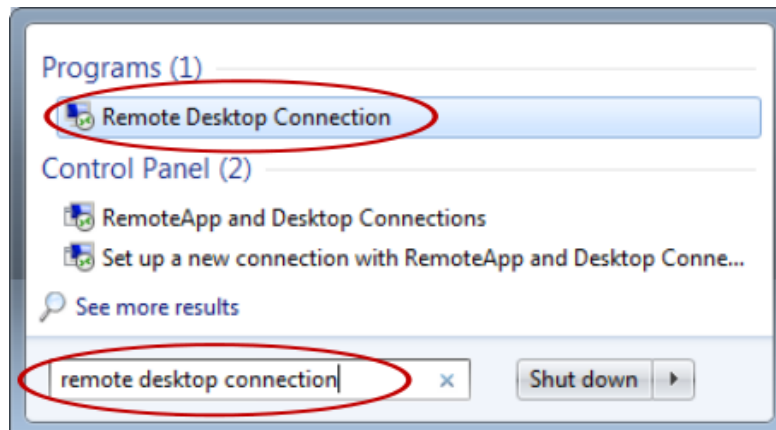 Programs (1)
Remote Desktop Connection
Control Panel (2)
RemoteApp and Desktop Connections
Set up a new connection with RemoteApp and Desktop Conne...
See more results
remote desktop connection
Shut down